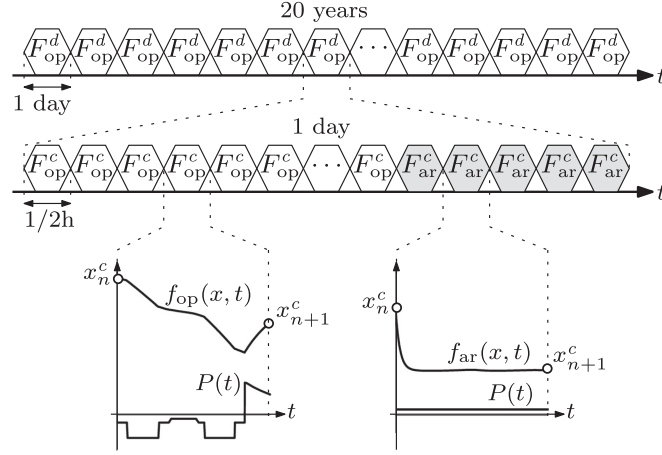 20 years
F^d_op F^d_op F^d_op F^d_op F^d_op F^d_op F^d_op ··· F^d_op F^d_op F^d_op F^d_op F^d_op
t
1 day
1 day
F^c_op F^c_op F^c_op F^c_op F^c_op F^c_op ··· F^c_op F^c_ar F^c_ar F^c_ar F^c_ar F^c_ar
t
1/2h
x^c_n
f_op(x, t)
x^c_{n+1}
P(t)
t
x^c_n
f_ar(x, t)
x^c_{n+1}
P(t)
t